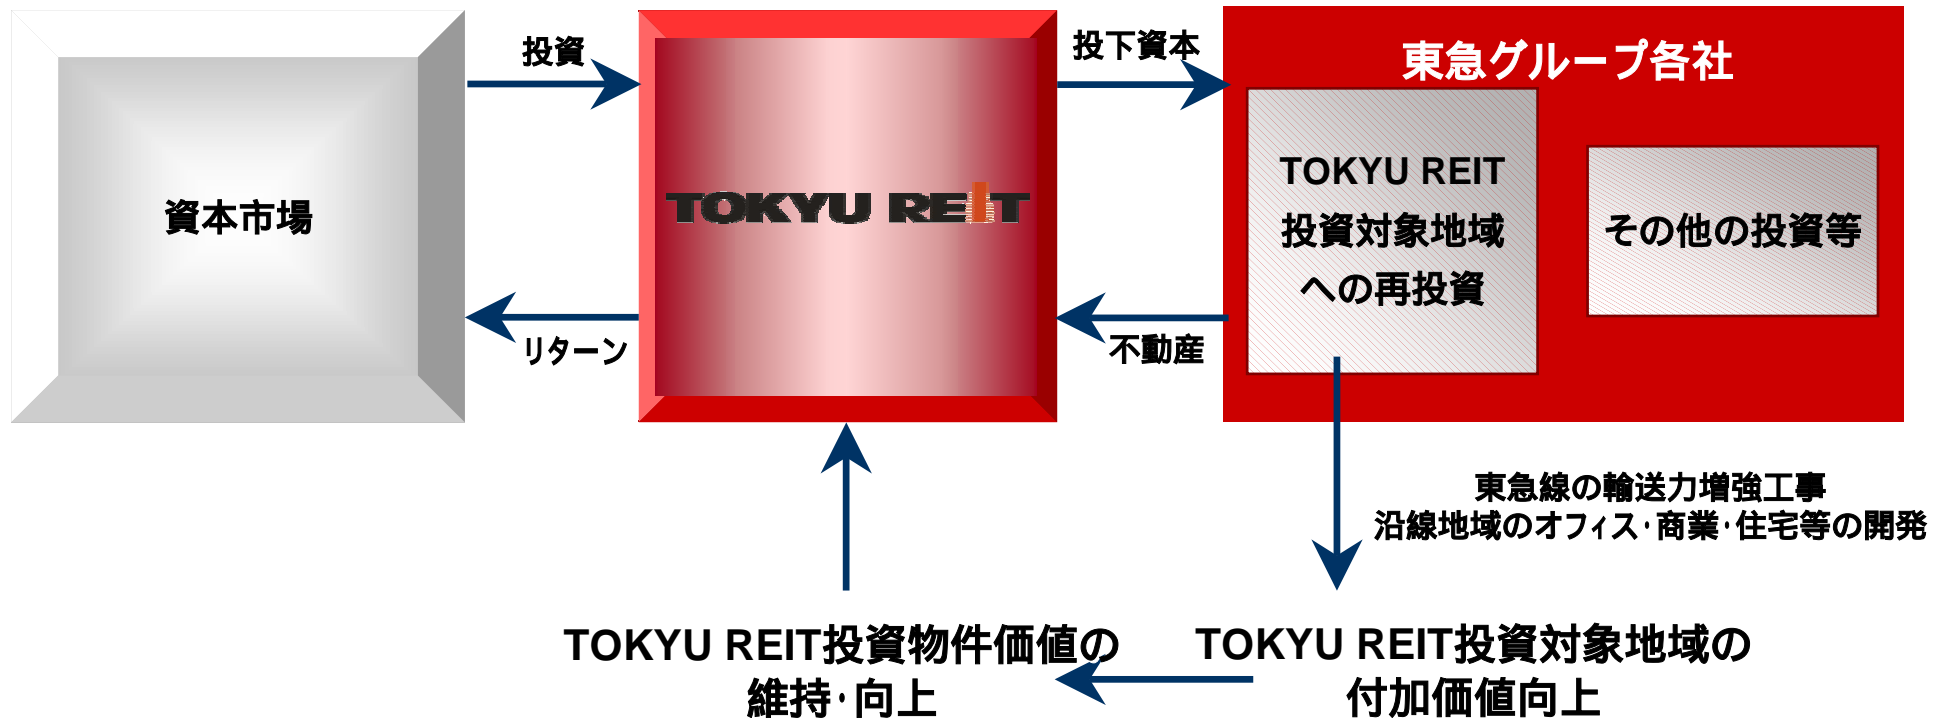 資本市場
投資
リターン
TOKYU REIT
投下資本
不動産
東急グループ各社
TOKYU REIT
投資対象地域
への再投資
その他の投資等
東急線の輸送力増強工事
沿線地域のオフィス・商業・住宅等の開発
TOKYU REIT投資対象地域の
付加価値向上
TOKYU REIT投資物件価値の
維持・向上